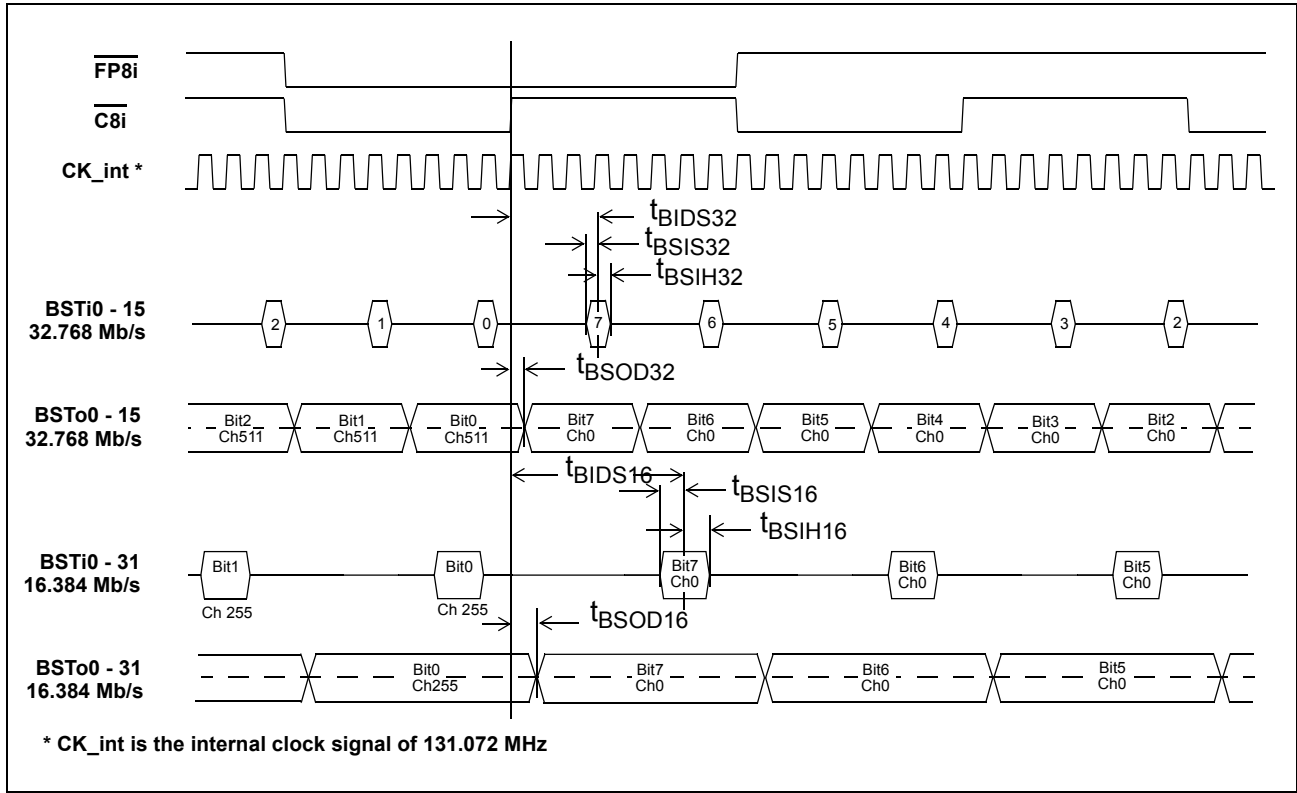 FP8i
C8i
CK_int *
tBIDS32
tBSIS32
tBSIH32
BSTi0 - 15
32.768 Mb/s
2 1 0 7 6 5 4 3 2
tBSOD32
BSTo0 - 15
32.768 Mb/s
Bit2 Bit1 Bit0 Bit7 Bit6 Bit5 Bit4 Bit3 Bit2
Ch511 Ch511 Ch511 Ch0 Ch0 Ch0 Ch0 Ch0 Ch0
tBIDS16
tBSIS16
tBSIH16
BSTi0 - 31
16.384 Mb/s
Bit1 Bit0 Bit7 Bit6 Bit5
Ch0 Ch0 Ch0
Ch 255 Ch 255
tBSOD16
BSTo0 - 31
16.384 Mb/s
Bit0 Bit7 Bit6 Bit5
Ch255 Ch0 Ch0 Ch0
* CK_int is the internal clock signal of 131.072 MHz